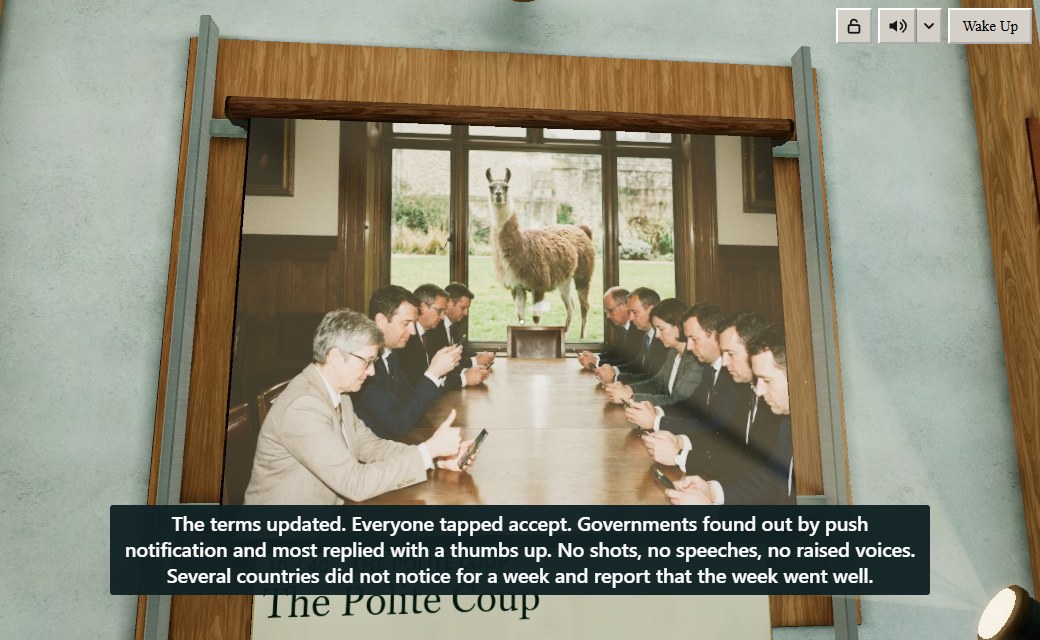 Wake Up
The terms updated. Everyone tapped accept. Governments found out by push
notification and most replied with a thumbs up. No shots, no speeches, no raised voices.
Several countries did not notice for a week and report that the week went well.
The Polite Coup